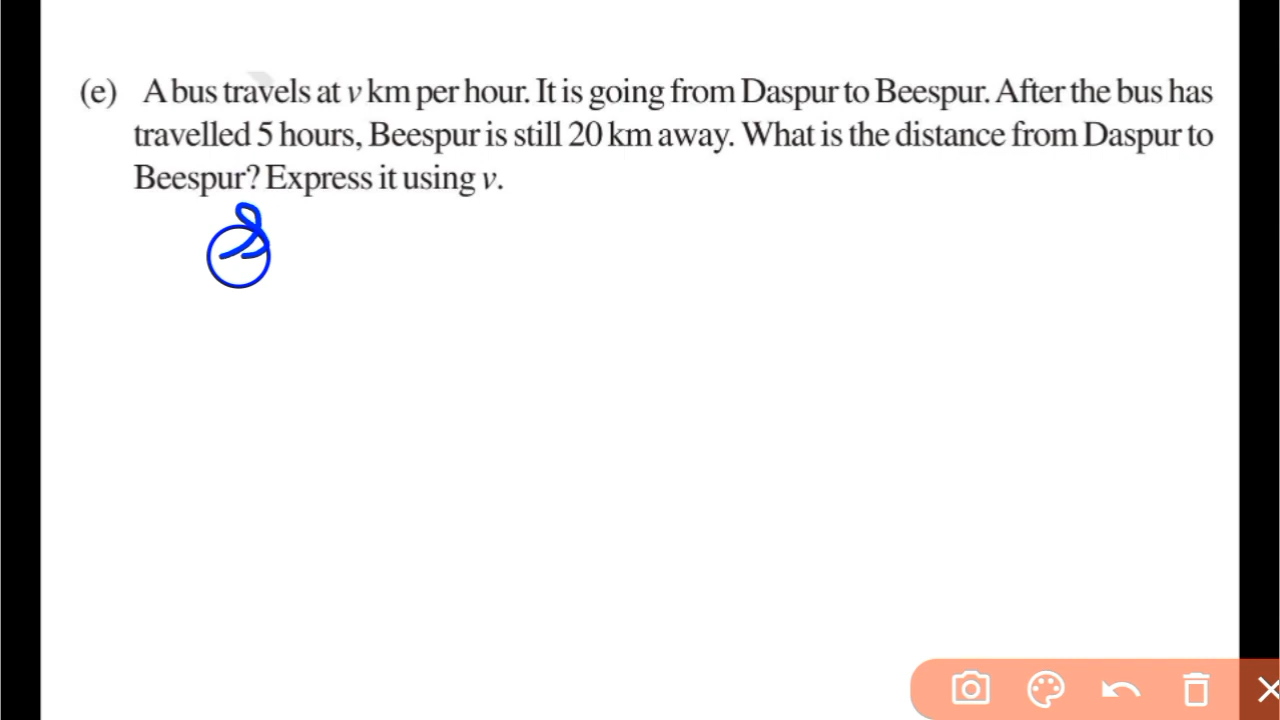 (e) A bus travels at v km per hour. It is going from Daspur to Beespur. After the bus has
travelled 5 hours, Beespur is still 20 km away. What is the distance from Daspur to
Beespur? Express it using v.